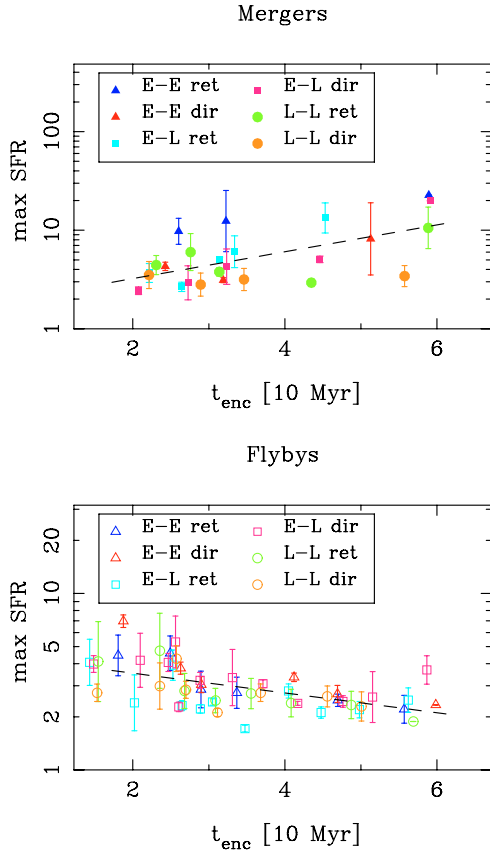 Mergers
max SFR
100
10
1
E−E ret
E−E dir
E−L ret
E−L dir
L−L ret
L−L dir
2 4 6
t_enc [10 Myr]
Flybys
max SFR
20
10
5
2
1
E−E ret
E−E dir
E−L ret
E−L dir
L−L ret
L−L dir
2 4 6
t_enc [10 Myr]